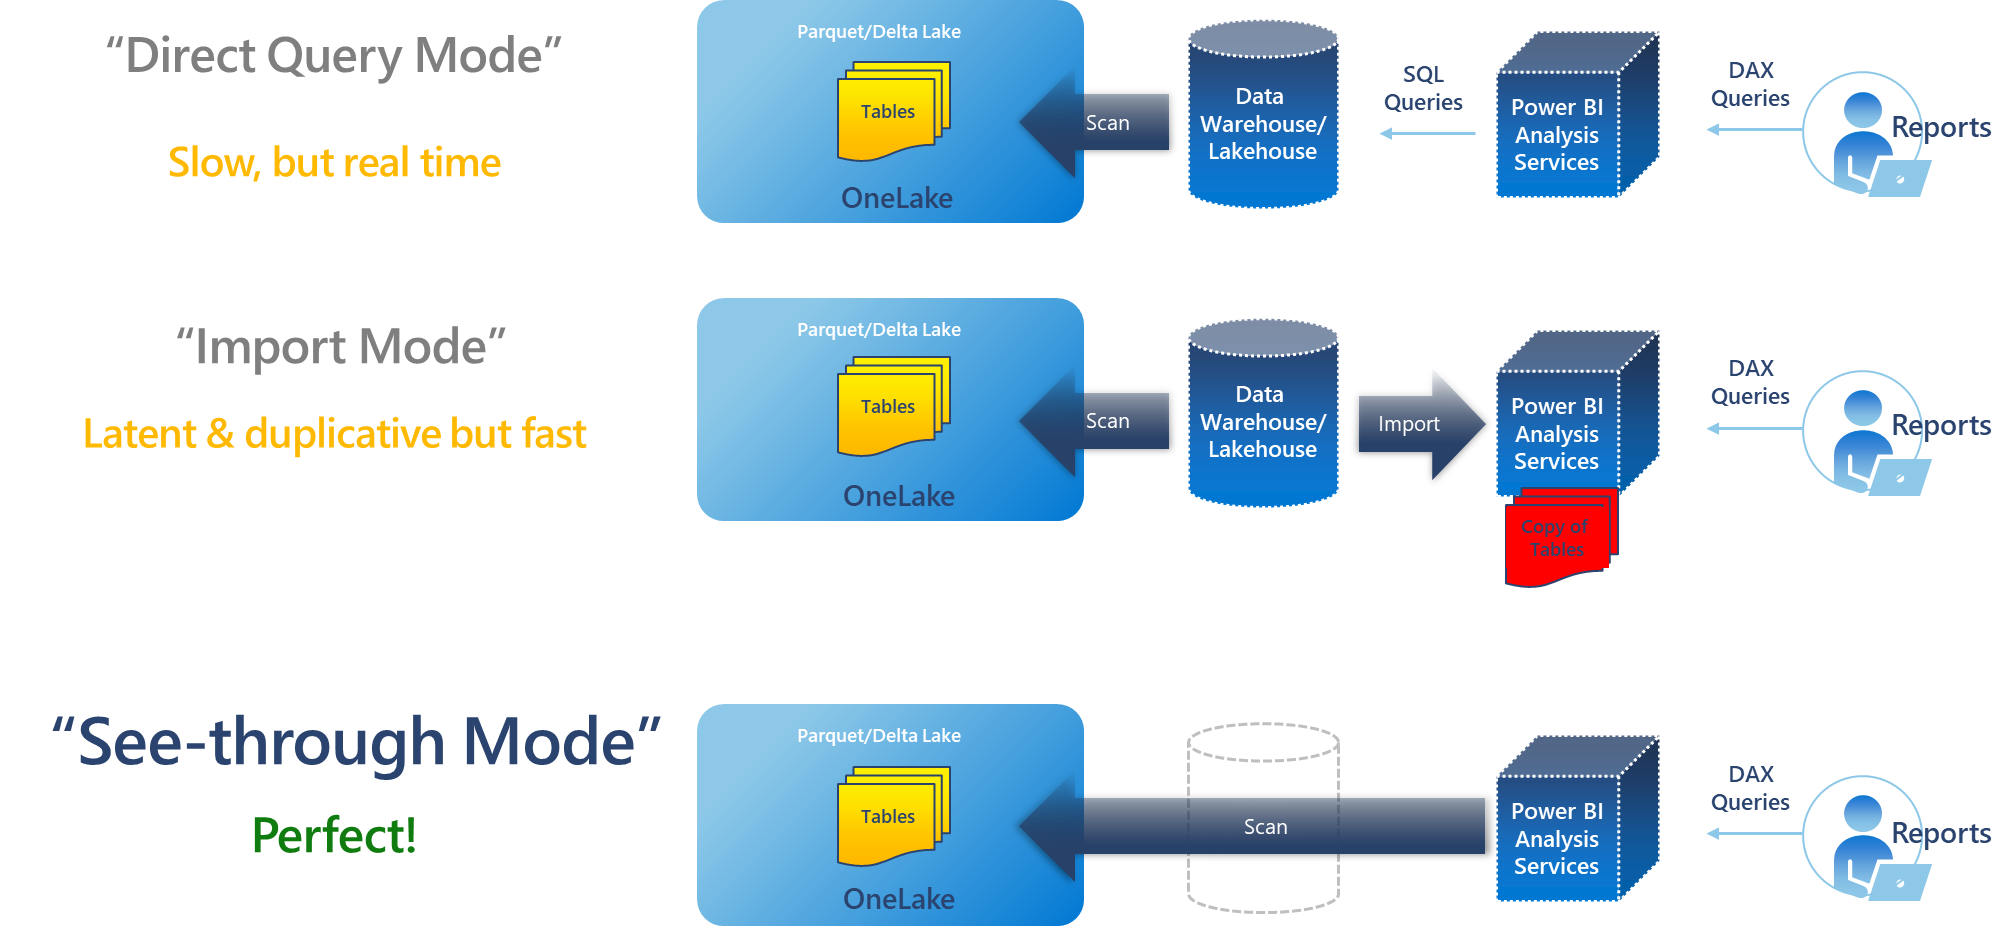 “Direct Query Mode”
Slow, but real time
Parquet/Delta Lake
Tables
OneLake
Scan
Data
Warehouse/
Lakehouse
SQL
Queries
Power BI
Analysis
Services
DAX
Queries
Reports
“Import Mode”
Latent & duplicative but fast
Parquet/Delta Lake
Tables
OneLake
Scan
Data
Warehouse/
Lakehouse
Import
Power BI
Analysis
Services
Copy of
Tables
DAX
Queries
Reports
“See-through Mode”
Perfect!
Parquet/Delta Lake
Tables
OneLake
Scan
Power BI
Analysis
Services
DAX
Queries
Reports